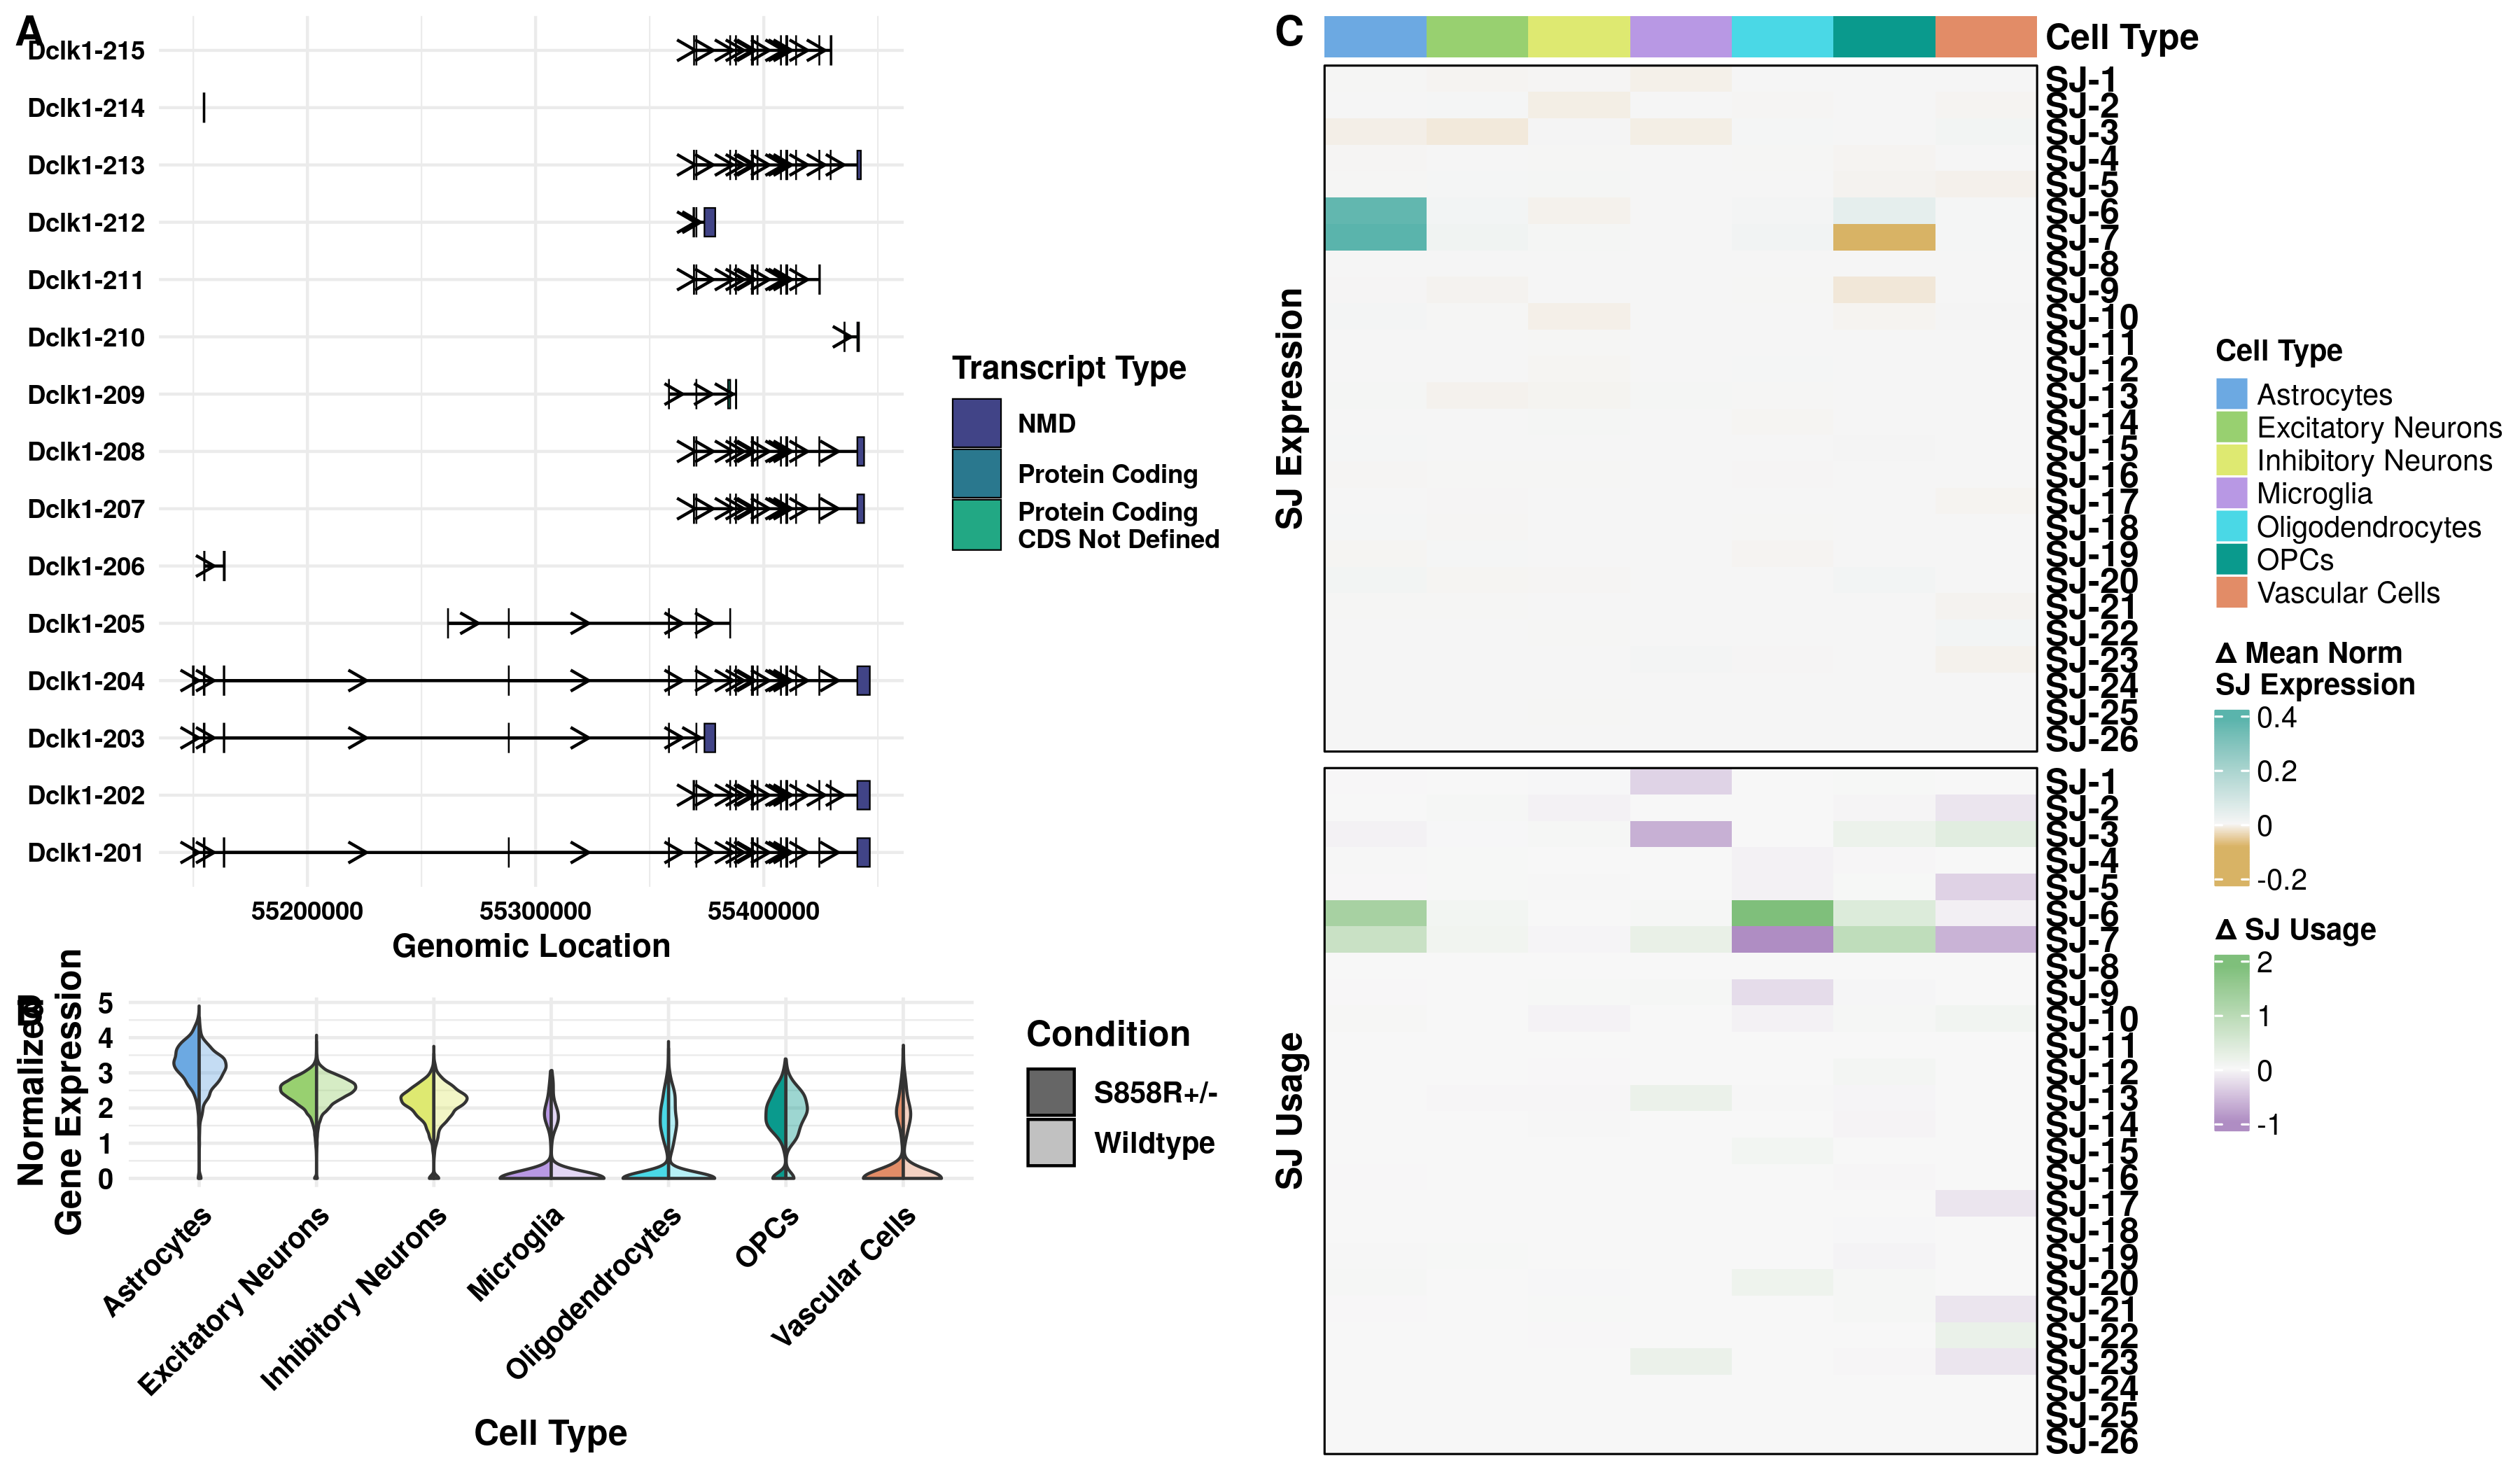 A
Dclk1-215
Dclk1-214
Dclk1-213
Dclk1-212
Dclk1-211
Dclk1-210
Dclk1-209
Dclk1-208
Dclk1-207
Dclk1-206
Dclk1-205
Dclk1-204
Dclk1-203
Dclk1-202
Dclk1-201
55200000
55300000
55400000
Genomic Location
Transcript Type
NMD
Protein Coding
Protein Coding
CDS Not Defined
B
Normalized
Gene Expression
5
4
3
2
1
0
Astrocytes
Excitatory Neurons
Inhibitory Neurons
Microglia
Oligodendrocytes
OPCs
Vascular Cells
Cell Type
Condition
S858R+/-
Wildtype
C
Cell Type
SJ Expression
SJ-1
SJ-2
SJ-3
SJ-4
SJ-5
SJ-6
SJ-7
SJ-8
SJ-9
SJ-10
SJ-11
SJ-12
SJ-13
SJ-14
SJ-15
SJ-16
SJ-17
SJ-18
SJ-19
SJ-20
SJ-21
SJ-22
SJ-23
SJ-24
SJ-25
SJ-26
SJ Usage
SJ-1
SJ-2
SJ-3
SJ-4
SJ-5
SJ-6
SJ-7
SJ-8
SJ-9
SJ-10
SJ-11
SJ-12
SJ-13
SJ-14
SJ-15
SJ-16
SJ-17
SJ-18
SJ-19
SJ-20
SJ-21
SJ-22
SJ-23
SJ-24
SJ-25
SJ-26
Cell Type
Astrocytes
Excitatory Neurons
Inhibitory Neurons
Microglia
Oligodendrocytes
OPCs
Vascular Cells
Δ Mean Norm
SJ Expression
0.4
0.2
0
-0.2
Δ SJ Usage
2
1
0
-1